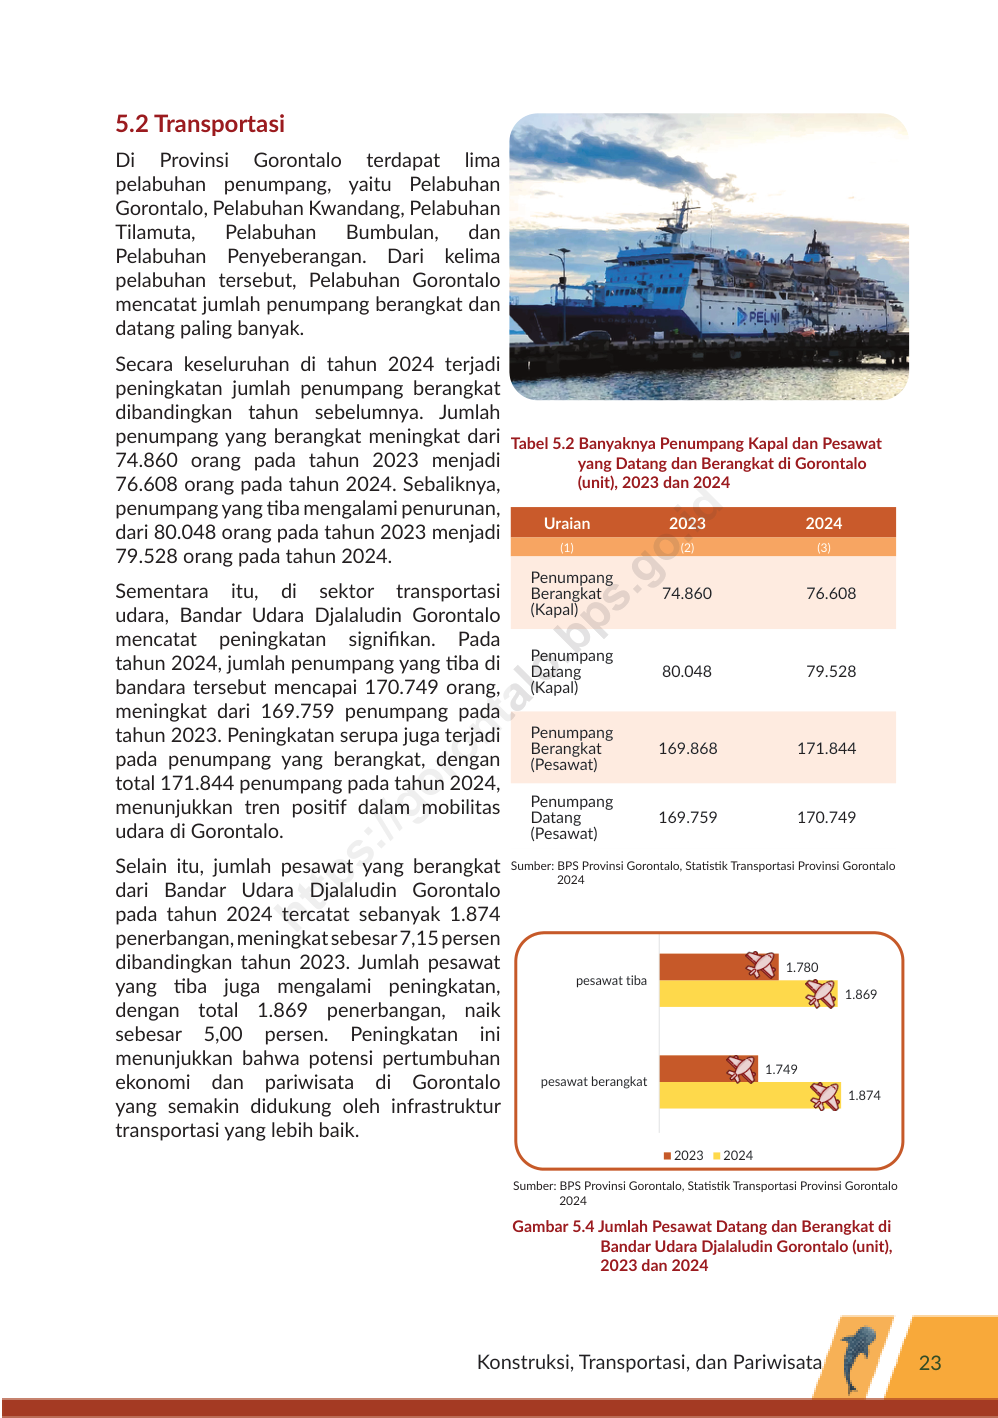 5.2 Transportasi
Di Provinsi Gorontalo terdapat lima
pelabuhan penumpang, yaitu Pelabuhan
Gorontalo, Pelabuhan Kwandang, Pelabuhan
Tilamuta, Pelabuhan Bumbulan, dan
Pelabuhan Penyeberangan. Dari kelima
pelabuhan tersebut, Pelabuhan Gorontalo
mencatat jumlah penumpang berangkat dan
datang paling banyak.
Secara keseluruhan di tahun 2024 terjadi
peningkatan jumlah penumpang berangkat
dibandingkan tahun sebelumnya. Jumlah
penumpang yang berangkat meningkat dari
74.860 orang pada tahun 2023 menjadi
76.608 orang pada tahun 2024. Sebaliknya,
penumpang yang tiba mengalami penurunan,
dari 80.048 orang pada tahun 2023 menjadi
79.528 orang pada tahun 2024.
Sementara itu, di sektor transportasi
udara, Bandar Udara Djalaludin Gorontalo
mencatat peningkatan signifikan. Pada
tahun 2024, jumlah penumpang yang tiba di
bandara tersebut mencapai 170.749 orang,
meningkat dari 169.759 penumpang pada
tahun 2023. Peningkatan serupa juga terjadi
pada penumpang yang berangkat, dengan
total 171.844 penumpang pada tahun 2024,
menunjukkan tren positif dalam mobilitas
udara di Gorontalo.
Selain itu, jumlah pesawat yang berangkat
dari Bandar Udara Djalaludin Gorontalo
pada tahun 2024 tercatat sebanyak 1.874
penerbangan, meningkat sebesar 7,15 persen
dibandingkan tahun 2023. Jumlah pesawat
yang tiba juga mengalami peningkatan,
dengan total 1.869 penerbangan, naik
sebesar 5,00 persen. Peningkatan ini
menunjukkan bahwa potensi pertumbuhan
ekonomi dan pariwisata di Gorontalo
yang semakin didukung oleh infrastruktur
transportasi yang lebih baik.
PELNI
Tabel 5.2 Banyaknya Penumpang Kapal dan Pesawat
yang Datang dan Berangkat di Gorontalo
(unit), 2023 dan 2024
Uraian 2023 2024
(1) (2) (3)
Penumpang
Berangkat 74.860 76.608
(Kapal)
Penumpang
Datang 80.048 79.528
(Kapal)
Penumpang
Berangkat 169.868 171.844
(Pesawat)
Penumpang
Datang 169.759 170.749
(Pesawat)
Sumber: BPS Provinsi Gorontalo, Statistik Transportasi Provinsi Gorontalo
2024
pesawat tiba
1.780
1.869
pesawat berangkat
1.749
1.874
2023 2024
Sumber: BPS Provinsi Gorontalo, Statistik Transportasi Provinsi Gorontalo
2024
Gambar 5.4 Jumlah Pesawat Datang dan Berangkat di
Bandar Udara Djalaludin Gorontalo (unit),
2023 dan 2024
https://gorontalo.bps.go.id
Konstruksi, Transportasi, dan Pariwisata 23